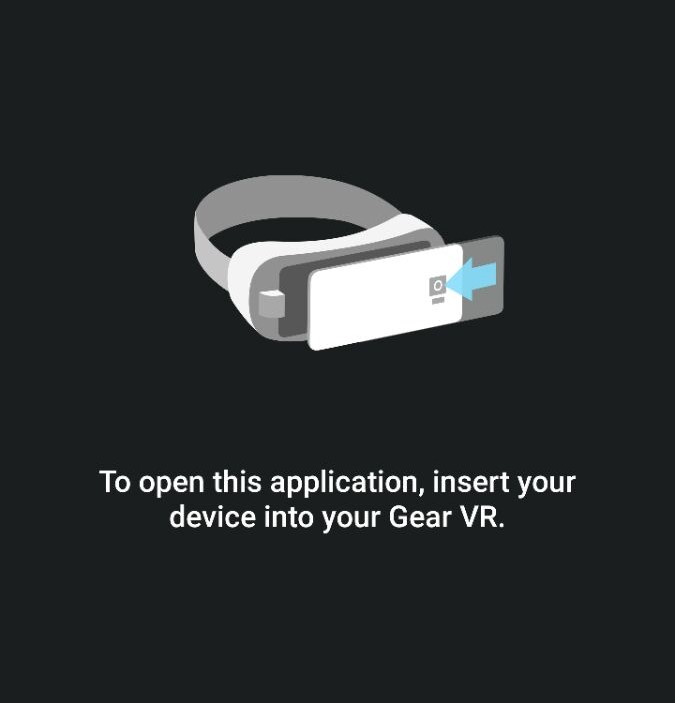 To open this application, insert your
device into your Gear VR.